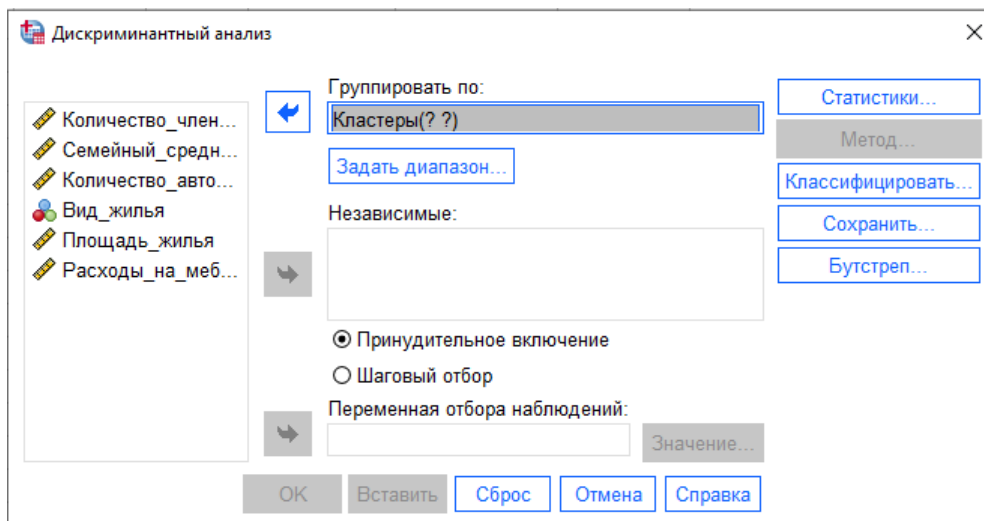 Дискриминантный анализ
Количество_член...
Семейный_средн...
Количество_авто...
Вид_жилья
Площадь_жилья
Расходы_на_меб...
Группировать по:
Кластеры(? ?)
Задать диапазон...
Независимые:
Принудительное включение
Шаговый отбор
Переменная отбора наблюдений:
Значение...
Статистики...
Метод...
Классифицировать...
Сохранить...
Бутстреп...
ОК Вставить Сброс Отмена Справка